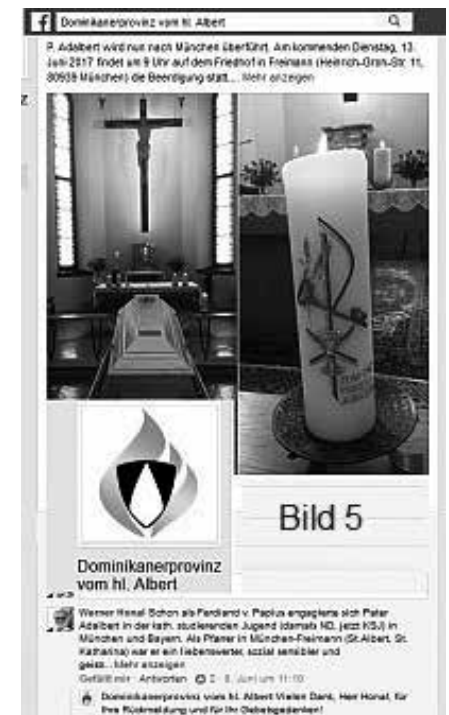 f Dominikanerprovinz vom hl. Albert
P. Adalbert wird nun nach München überführt. Am kommenden Dienstag, 13.
Juni 2017 findet um 9 Uhr auf dem Friedhof in Freimann (Heinrich-Groh-Str. 11,
80939 München) die Beerdigung statt.... Mehr anzeigen
Bild 5
Dominikanerprovinz
vom hl. Albert
Werner Honal Schon als Ferdinand v. Papius engagierte sich Pater
Adalbert in der kath. studierenden Jugend (damals ND, jetzt KSJ) in
München und Bayern. Als Pfarrer in München-Freimann (St.Albert, St.
Katharina) war er ein liebenswerter, sozial sensibler und
geist... Mehr anzeigen
Gefällt mir · Antworten · 2 · 8. Juni um 11:10
Dominikanerprovinz vom hl. Albert Vielen Dank, Herr Honal, für
Ihre Rückmeldung und für Ihr Gebetsgedenken!